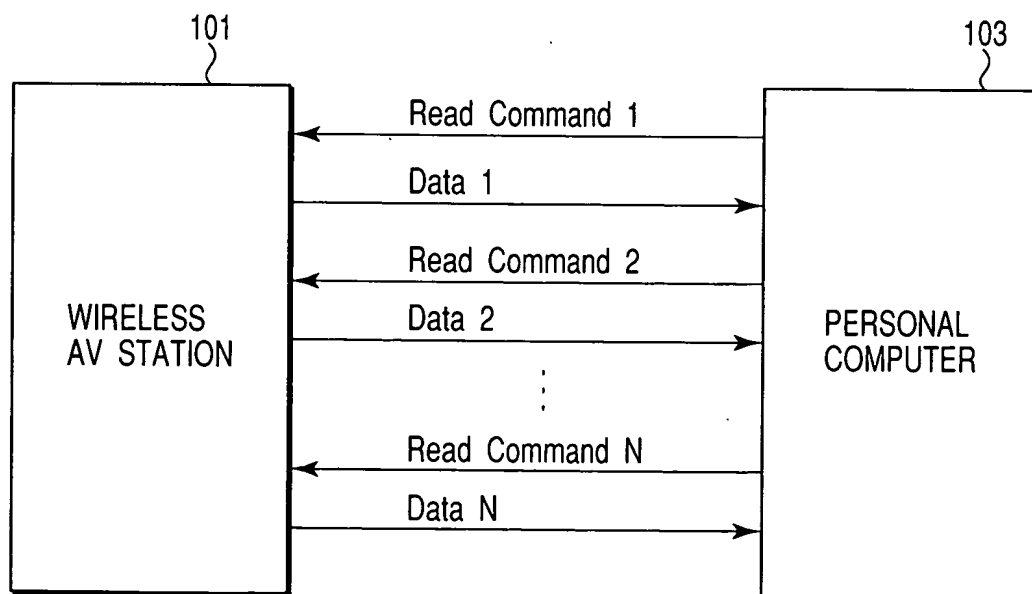 101
103
Read Command 1
Data 1
Read Command 2
Data 2
WIRELESS
AV STATION
PERSONAL
COMPUTER
Read Command N
Data N